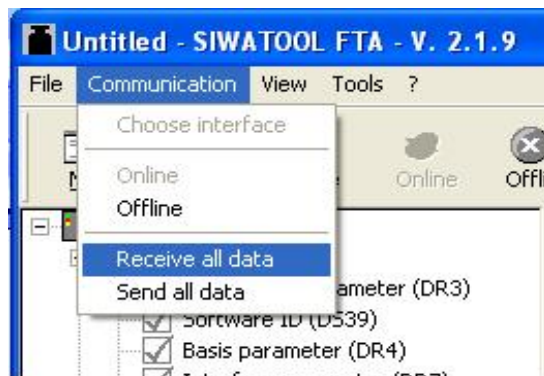 Untitled - SIWATOOL FTA - V. 2.1.9
File Communication View Tools ?
Choose interface
Online
Offline
Online
Receive all data
Send all data
ameter (DR3)
Software ID (DS39)
Basis parameter (DR4)